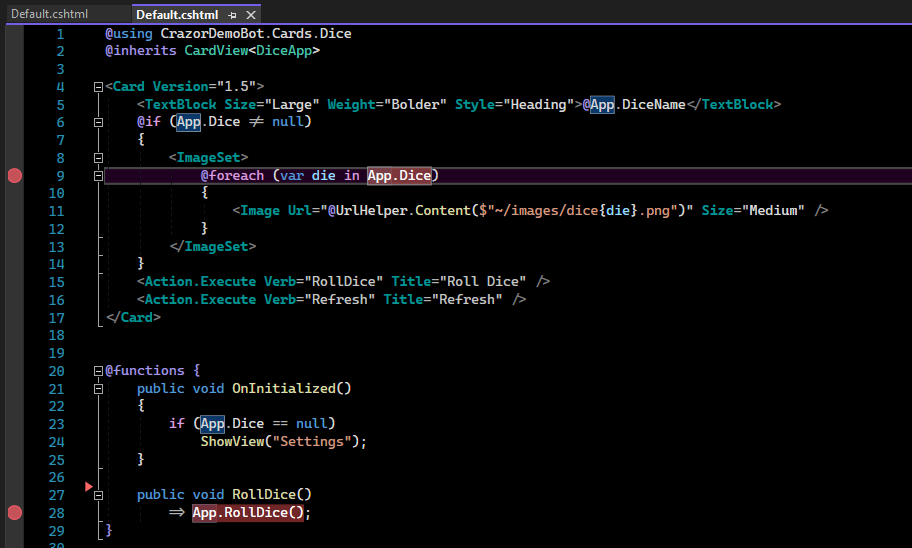 Default.cshtml Default.cshtml
1 @using CrazorDemoBot.Cards.Dice
2 @inherits CardView<DiceApp>
3
4 <Card Version="1.5">
5 <TextBlock Size="Large" Weight="Bolder" Style="Heading">@App.DiceName</TextBlock>
6 @if (App.Dice != null)
7 {
8 <ImageSet>
9 @foreach (var die in App.Dice)
10 {
11 <Image Url="@UrlHelper.Content($"~/images/dice{die}.png")" Size="Medium" />
12 }
13 </ImageSet>
14 }
15 <Action.Execute Verb="RollDice" Title="Roll Dice" />
16 <Action.Execute Verb="Refresh" Title="Refresh" />
17 </Card>
18
19
20 @functions {
21 public void OnInitialized()
22 {
23 if (App.Dice == null)
24 ShowView("Settings");
25 }
26
27 public void RollDice()
28 => App.RollDice();
29 }
30